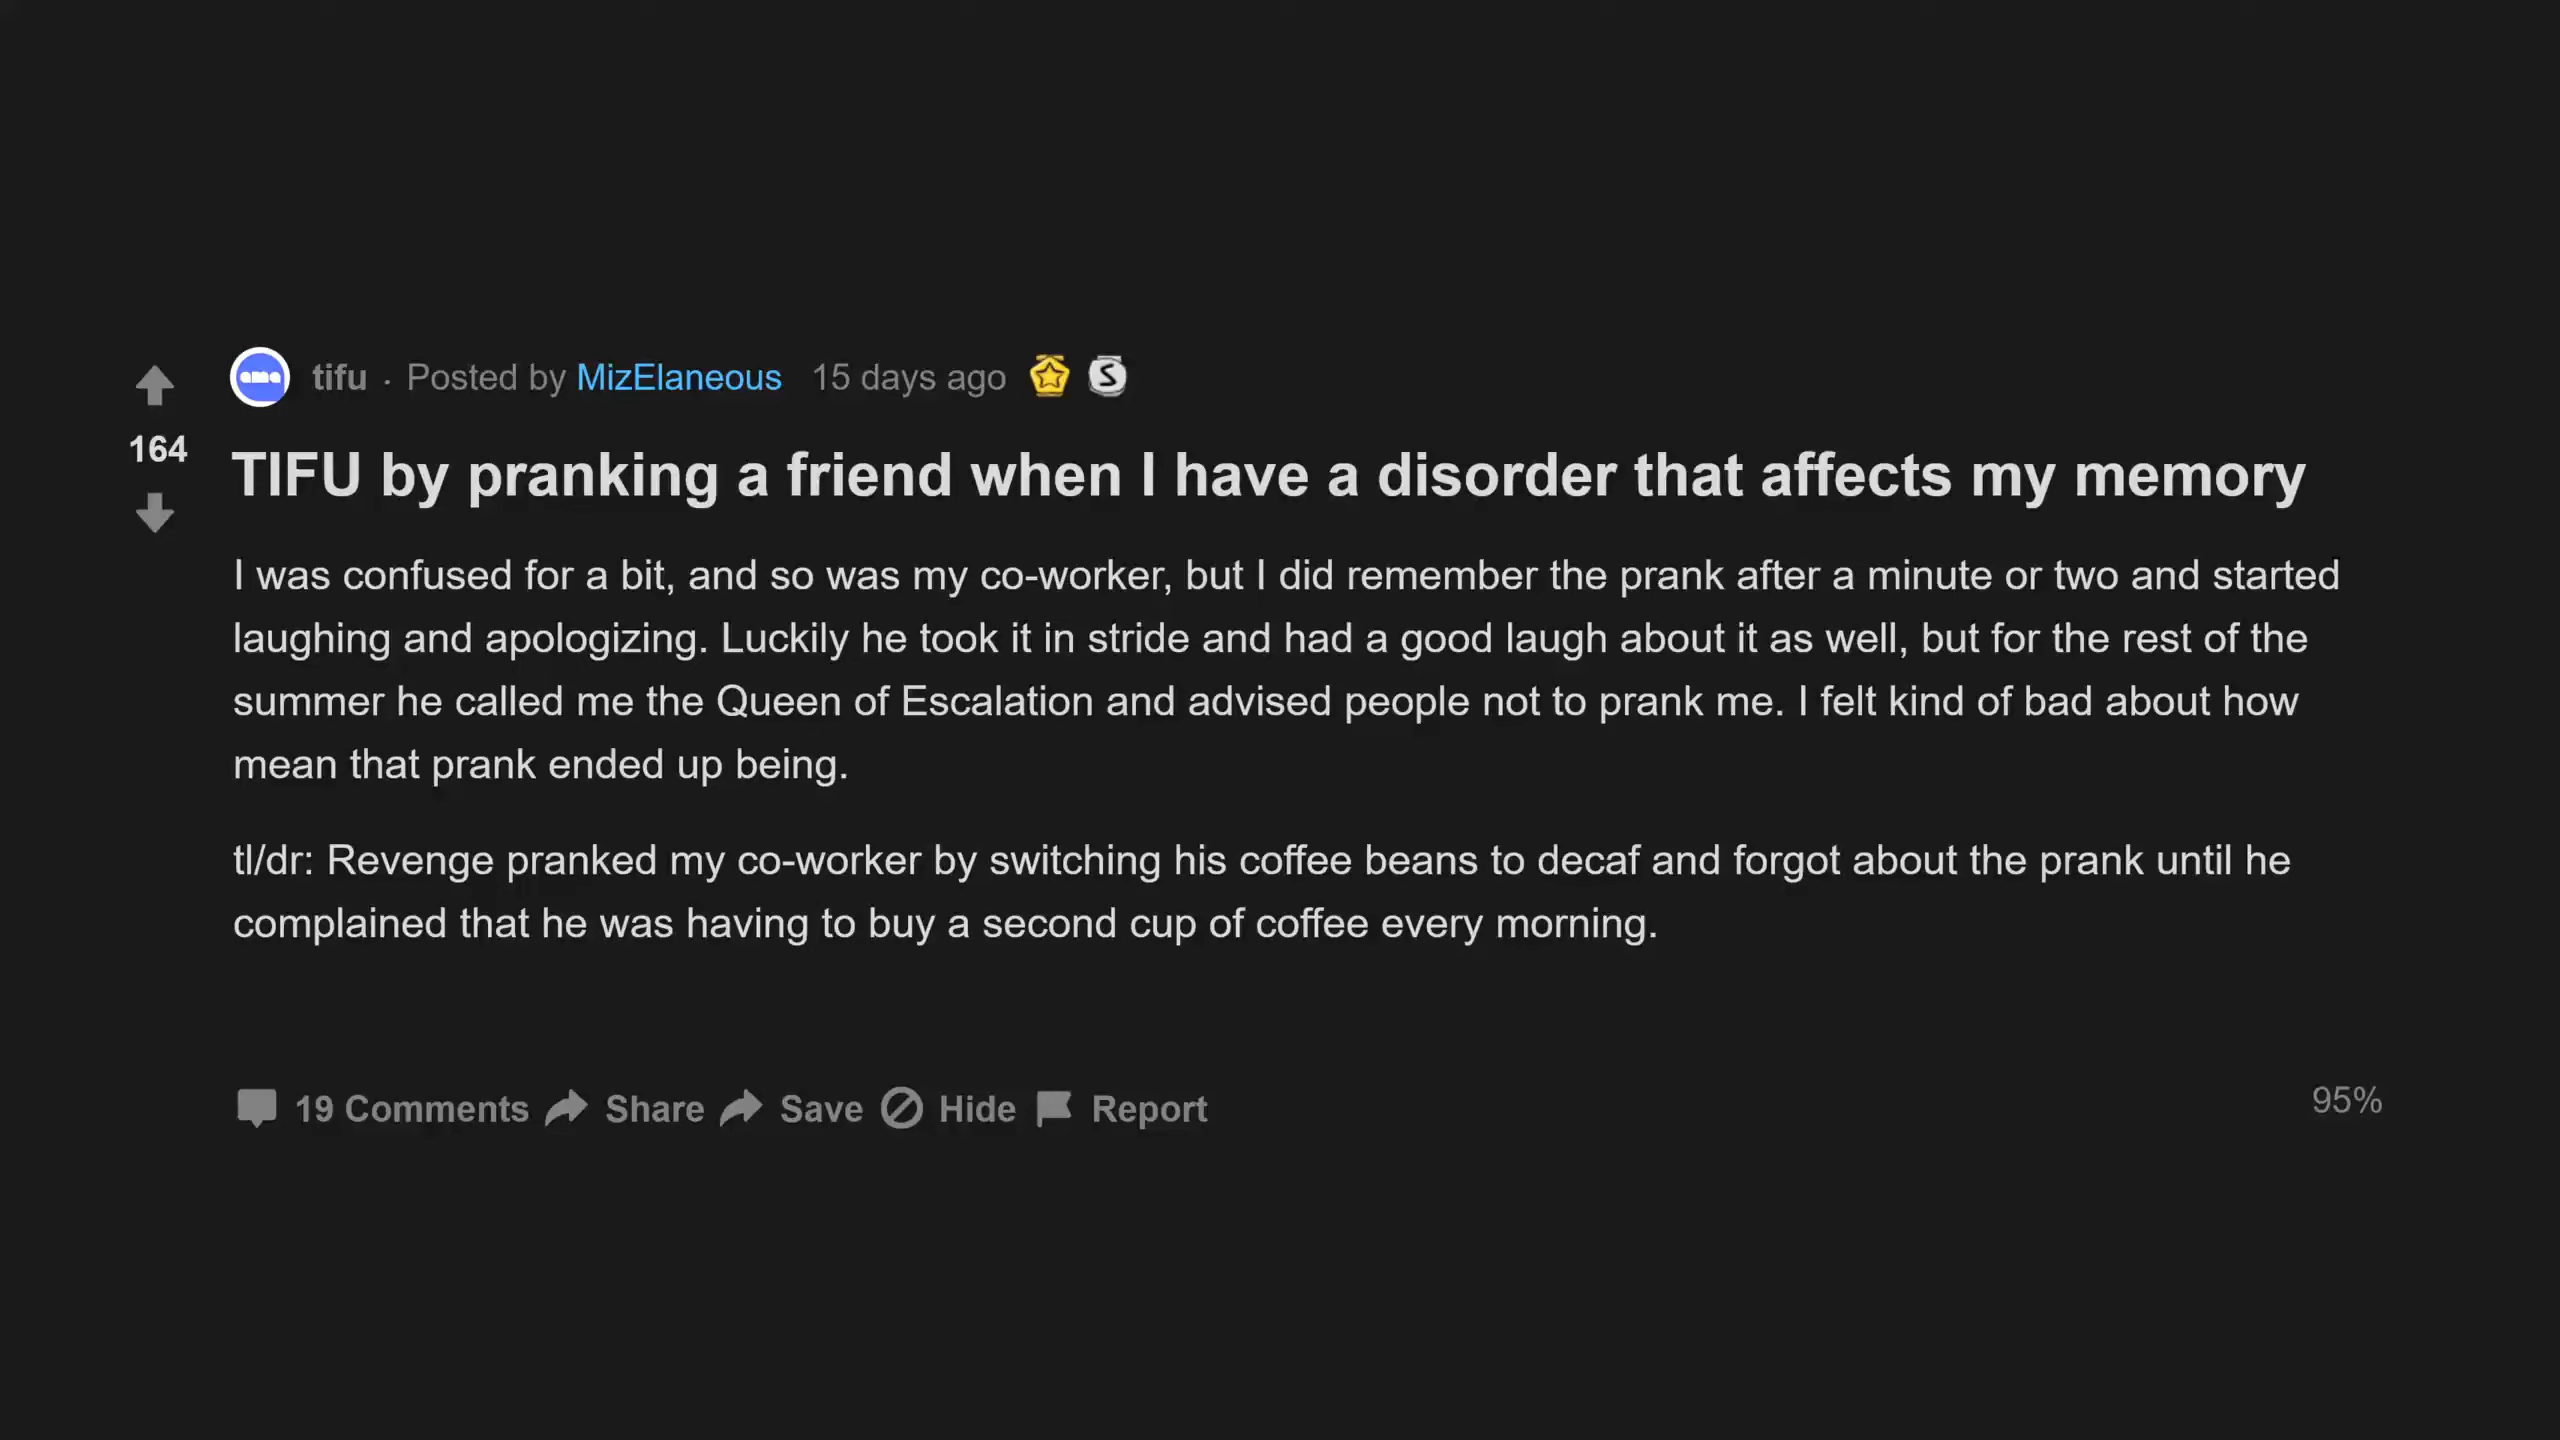 tifu · Posted by MizElaneous 15 days ago
164
TIFU by pranking a friend when I have a disorder that affects my memory
I was confused for a bit, and so was my co-worker, but I did remember the prank after a minute or two and started
laughing and apologizing. Luckily he took it in stride and had a good laugh about it as well, but for the rest of the
summer he called me the Queen of Escalation and advised people not to prank me. I felt kind of bad about how
mean that prank ended up being.
tl/dr: Revenge pranked my co-worker by switching his coffee beans to decaf and forgot about the prank until he
complained that he was having to buy a second cup of coffee every morning.
19 Comments Share Save Hide Report
95%